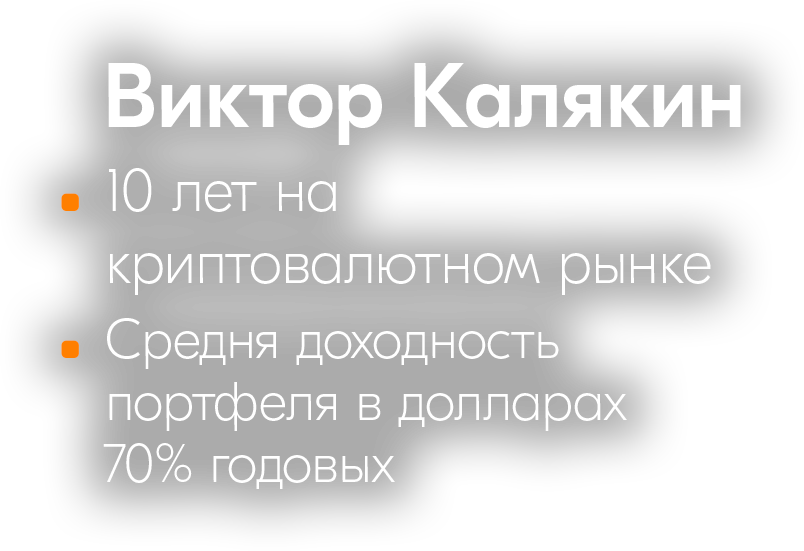 Виктор Калякин
10 лет на
криптовалютном рынке
Средня доходность
портфеля в долларах
70% годовых